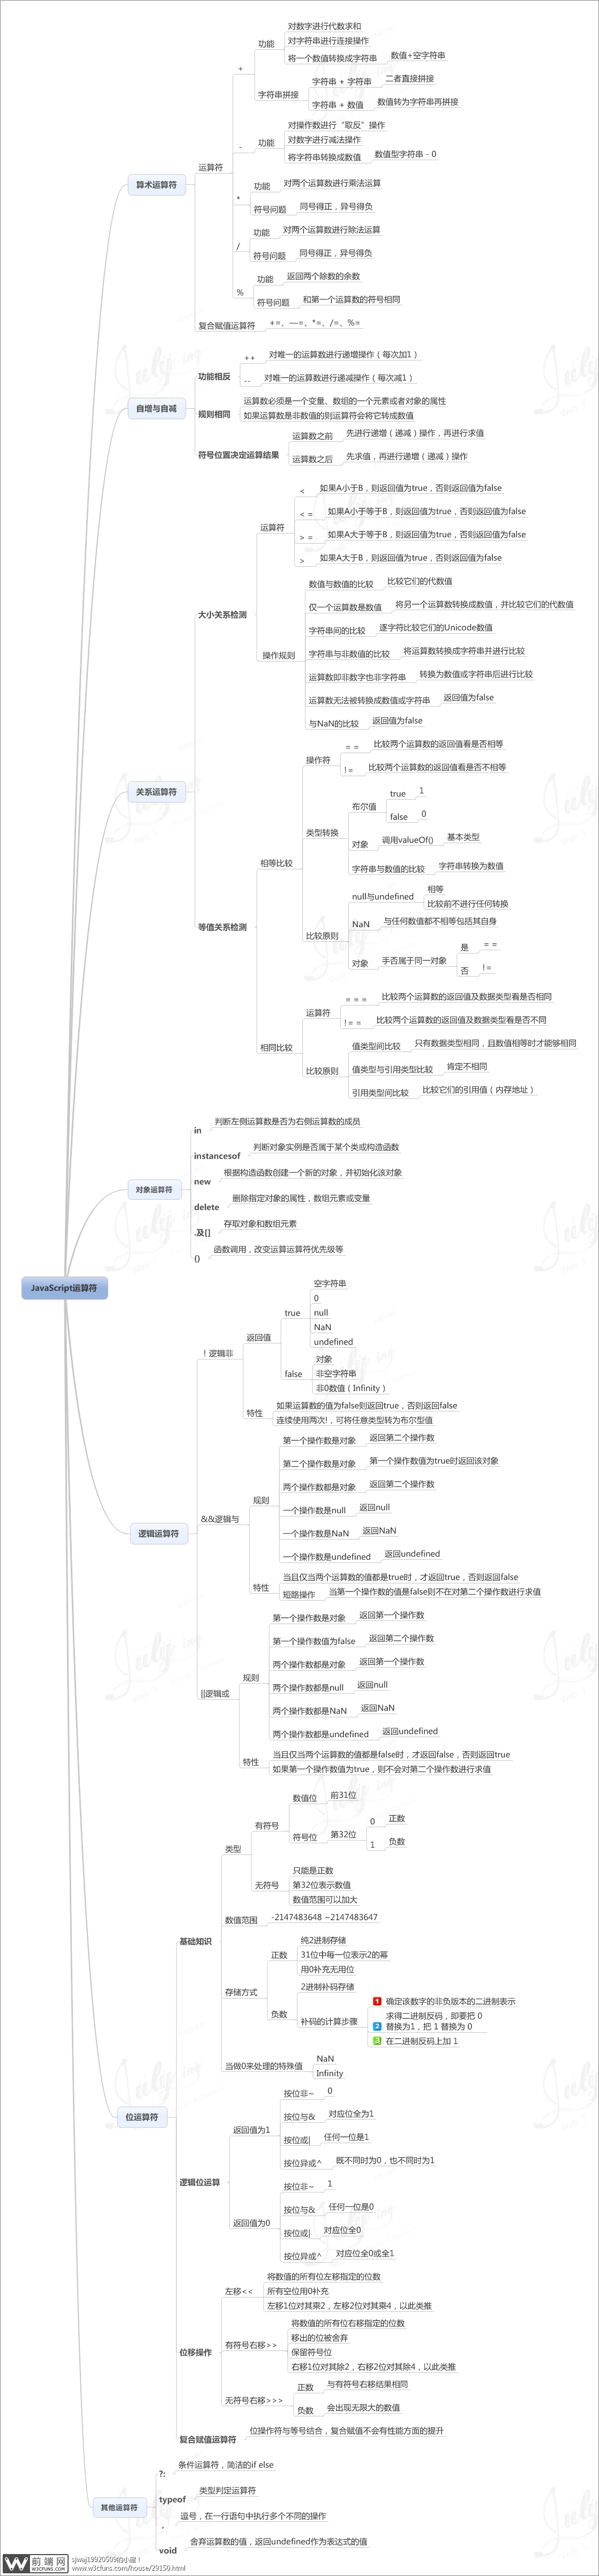 JavaScript运算符
算术运算符
运算符
+
功能
对数字进行代数求和
对字符串进行连接操作
将一个数值转换成字符串
数值+空字符串
字符串拼接
字符串 + 字符串
二者直接拼接
字符串 + 数值
数值转为字符串再拼接
-
功能
对操作数进行“取反”操作
对数字进行减法操作
将字符串转换成数值
数值型字符串 - 0
*
功能
对两个运算数进行乘法运算
符号问题
同号得正，异号得负
/
功能
对两个运算数进行除法运算
符号问题
同号得正，异号得负
%
功能
返回两个除数的余数
符号问题
和第一个运算数的符号相同
复合赋值运算符
+=、—=、*=、/=、%=
自增与自减
功能相反
++
对唯一的运算数进行递增操作（每次加1）
--
对唯一的运算数进行递减操作（每次减1）
规则相同
运算数必须是一个变量、数组的一个元素或者对象的属性
如果运算数是非数值的则运算符会将它转成数值
符号位置决定运算结果
运算数之前
先进行递增（递减）操作，再进行求值
运算数之后
先求值，再进行递增（递减）操作
关系运算符
大小关系检测
运算符
<
如果A小于B，则返回值为true，否则返回值为false
< =
如果A小于等于B，则返回值为true，否则返回值为false
> =
如果A大于等于B，则返回值为true，否则返回值为false
>
如果A大于B，则返回值为true，否则返回值为false
操作规则
数值与数值的比较
比较它们的代数值
仅一个运算数是数值
将另一个运算数转换成数值，并比较它们的代数值
字符串间的比较
逐字符比较它们的Unicode数值
字符串与非数值的比较
将运算数转换成字符串并进行比较
运算数即非数字也非字符串
转换为数值或字符串后进行比较
运算数无法被转换成数值或字符串
返回值为false
与NaN的比较
返回值为false
等值关系检测
相等比较
操作符
= =
比较两个运算数的返回值看是否相等
!=
比较两个运算数的返回值看是否不相等
类型转换
布尔值
true
1
false
0
对象
调用valueOf()
基本类型
字符串与数值的比较
字符串转换为数值
比较原则
null与undefined
相等
比较前不进行任何转换
NaN
与任何数值都不相等包括其自身
对象
手否属于同一对象
是
= =
否
!=
相同比较
运算符
= = =
比较两个运算数的返回值及数据类型看是否相同
!= =
比较两个运算数的返回值及数据类型看是否不同
比较原则
值类型间比较
只有数据类型相同，且数值相等时才能够相同
值类型与引用类型比较
肯定不相同
引用类型间比较
比较它们的引用值（内存地址）
对象运算符
in
判断左侧运算数是否为右侧运算数的成员
instancesof
判断对象实例是否属于某个类或构造函数
new
根据构造函数创建一个新的对象，并初始化该对象
delete
删除指定对象的属性，数组元素或变量
.及[]
存取对象和数组元素
()
函数调用，改变运算运算符优先级等
逻辑运算符
！逻辑非
返回值
true
空字符串
0
null
NaN
undefined
false
对象
非空字符串
非0数值（Infinity）
特性
如果运算数的值为false则返回true，否则返回false
连续使用两次!，可将任意类型转为布尔型值
&&逻辑与
规则
第一个操作数是对象
返回第二个操作数
第二个操作数是对象
第一个操作数值为true时返回该对象
两个操作数都是对象
返回第二个操作数
一个操作数是null
返回null
一个操作数是NaN
返回NaN
一个操作数是undefined
返回undefined
特性
当且仅当两个运算数的值都是true时，才返回true，否则返回false
短路操作
当第一个操作数的值是false则不在对第二个操作数进行求值
||逻辑或
规则
第一个操作数是对象
返回第一个操作数
第一个操作数值为false
返回第二个操作数
两个操作数都是对象
返回第一个操作数
两个操作数都是null
返回null
两个操作数都是NaN
返回NaN
两个操作数都是undefined
返回undefined
特性
当且仅当两个运算数的值都是false时，才返回false，否则返回true
如果第一个操作数值为true，则不会对第二个操作数进行求值
位运算符
基础知识
类型
有符号
数值位
前31位
符号位
第32位
0
正数
1
负数
无符号
只能是正数
第32位表示数值
数值范围可以加大
数值范围
-2147483648 ~2147483647
存储方式
正数
纯2进制存储
31位中每一位表示2的幂
用0补充无用位
负数
2进制补码存储
补码的计算步骤
1 确定该数字的非负版本的二进制表示
2 求得二进制反码，即要把 0
替换为1，把 1 替换为 0
3 在二进制反码上加 1
当做0来处理的特殊值
NaN
Infinity
逻辑位运算
返回值为1
按位非~
0
按位与&
对应位全为1
按位或|
任何一位是1
按位异或^
既不同时为0，也不同时为1
返回值为0
按位非~
1
按位与&
任何一位是0
按位或|
对应位全0
按位异或^
对应位全0或全1
位移操作
左移<<
将数值的所有位左移指定的位数
所有空位用0补充
左移1位对其乘2，左移2位对其乘4，以此类推
有符号右移>>
将数值的所有位右移指定的位数
移出的位被舍弃
保留符号位
右移1位对其除2，右移2位对其除4，以此类推
无符号右移>>>
正数
与有符号右移结果相同
负数
会出现无限大的数值
复合赋值运算符
位操作符与等号结合，复合赋值不会有性能方面的提升
其他运算符
?:
条件运算符，简洁的if else
typeof
类型判定运算符
,
逗号，在一行语句中执行多个不同的操作
void
舍弃运算数的值，返回undefined作为表达式的值
前端网
W3CFUNS.COM
www.w3cfuns.com/house/29150.html